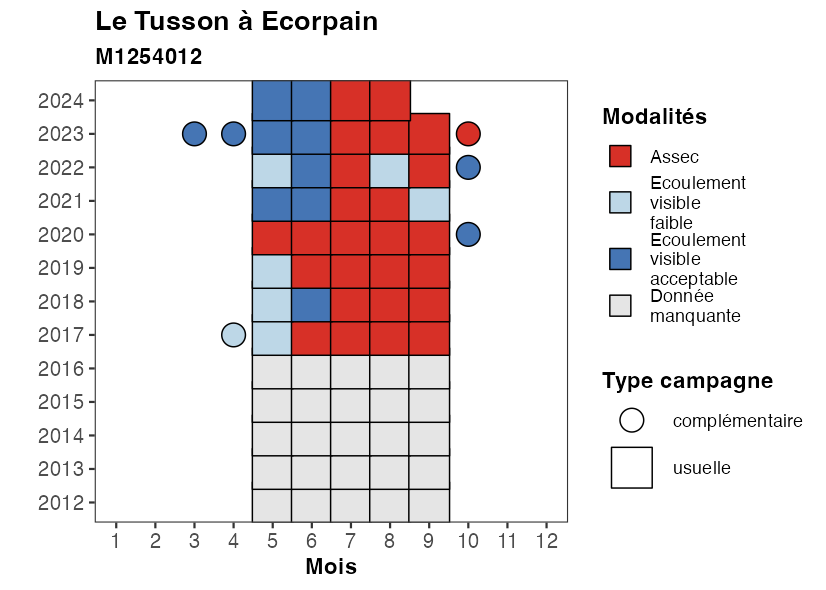 Le Tusson à Ecorpain
M1254012
2024
2023
2022
2021
2020
2019
2018
2017
2016
2015
2014
2013
2012
1 2 3 4 5 6 7 8 9 10 11 12
Mois
Modalités
Assec
Ecoulement
visible
faible
Ecoulement
visible
acceptable
Donnée
manquante
Type campagne
complémentaire
usuelle